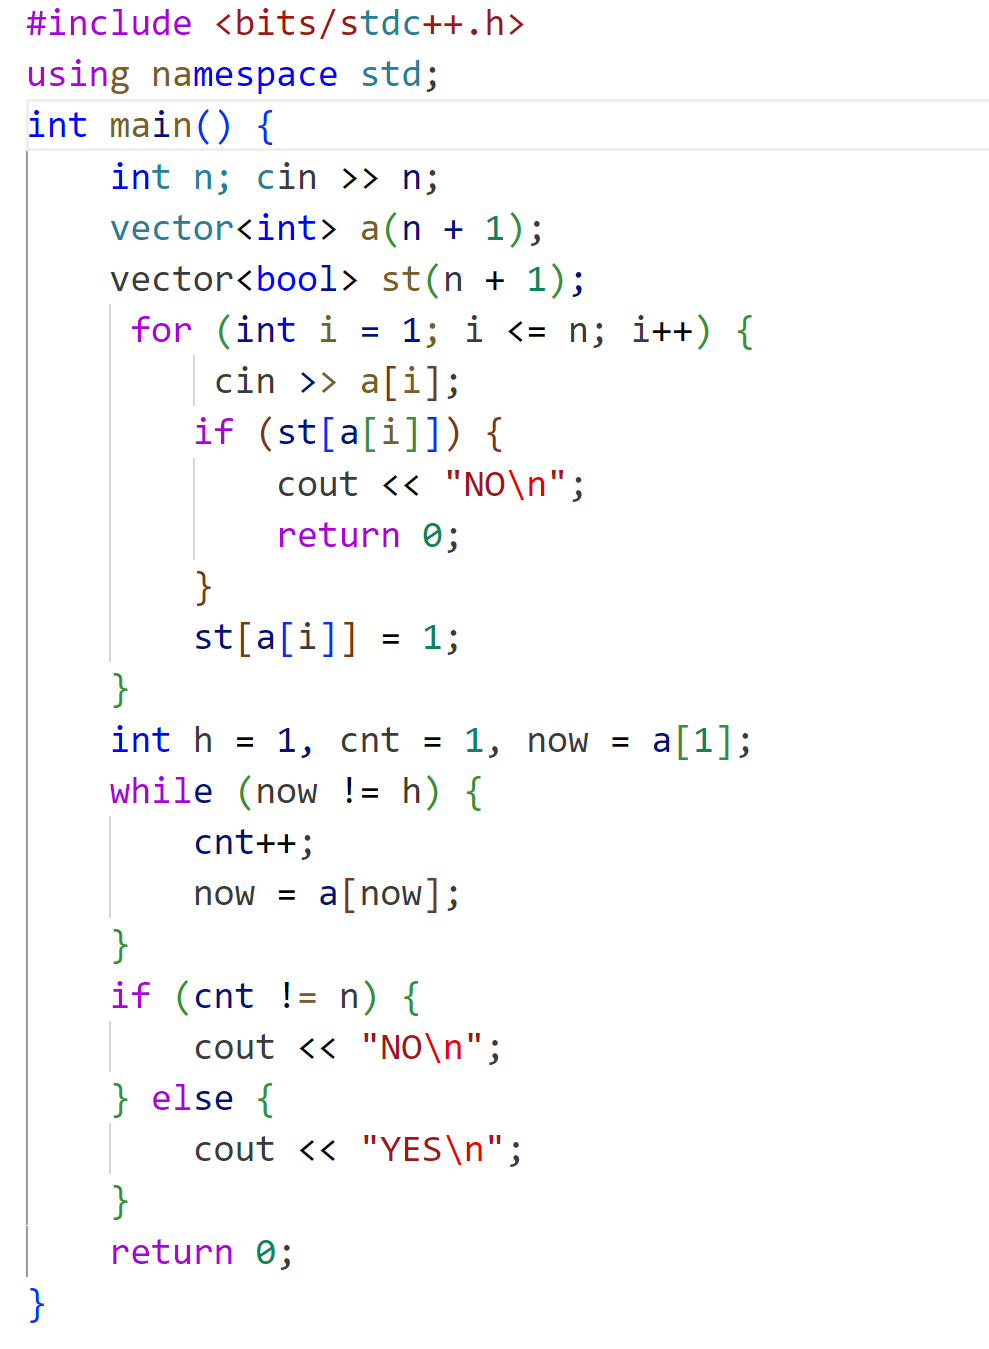 #include <bits/stdc++.h>
using namespace std;
int main() {
    int n; cin >> n;
    vector<int> a(n + 1);
    vector<bool> st(n + 1);
     for (int i = 1; i <= n; i++) {
         cin >> a[i];
        if (st[a[i]]) {
            cout << "NO\n";
            return 0;
        }
        st[a[i]] = 1;
    }
    int h = 1, cnt = 1, now = a[1];
    while (now != h) {
        cnt++;
        now = a[now];
    }
    if (cnt != n) {
        cout << "NO\n";
    } else {
        cout << "YES\n";
    }
    return 0;
}